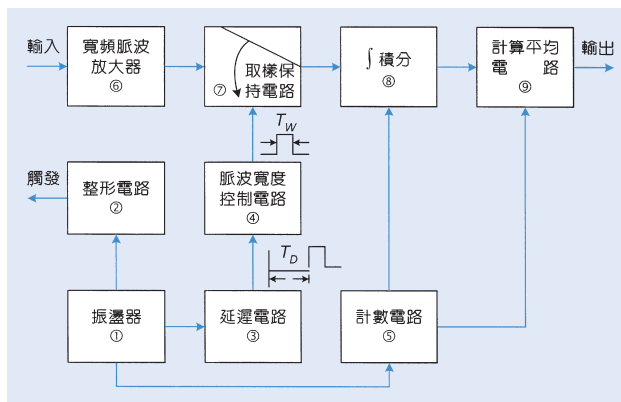 輸入
寬頻脈波
放大器
⑥
取樣保
⑦ 持電路
∫積分
⑧
計算平均
電路
⑨
輸出
T_W
觸發
整形電路
②
脈波寬度
控制電路
④
T_D
振盪器
①
延遲電路
③
計數電路
⑤